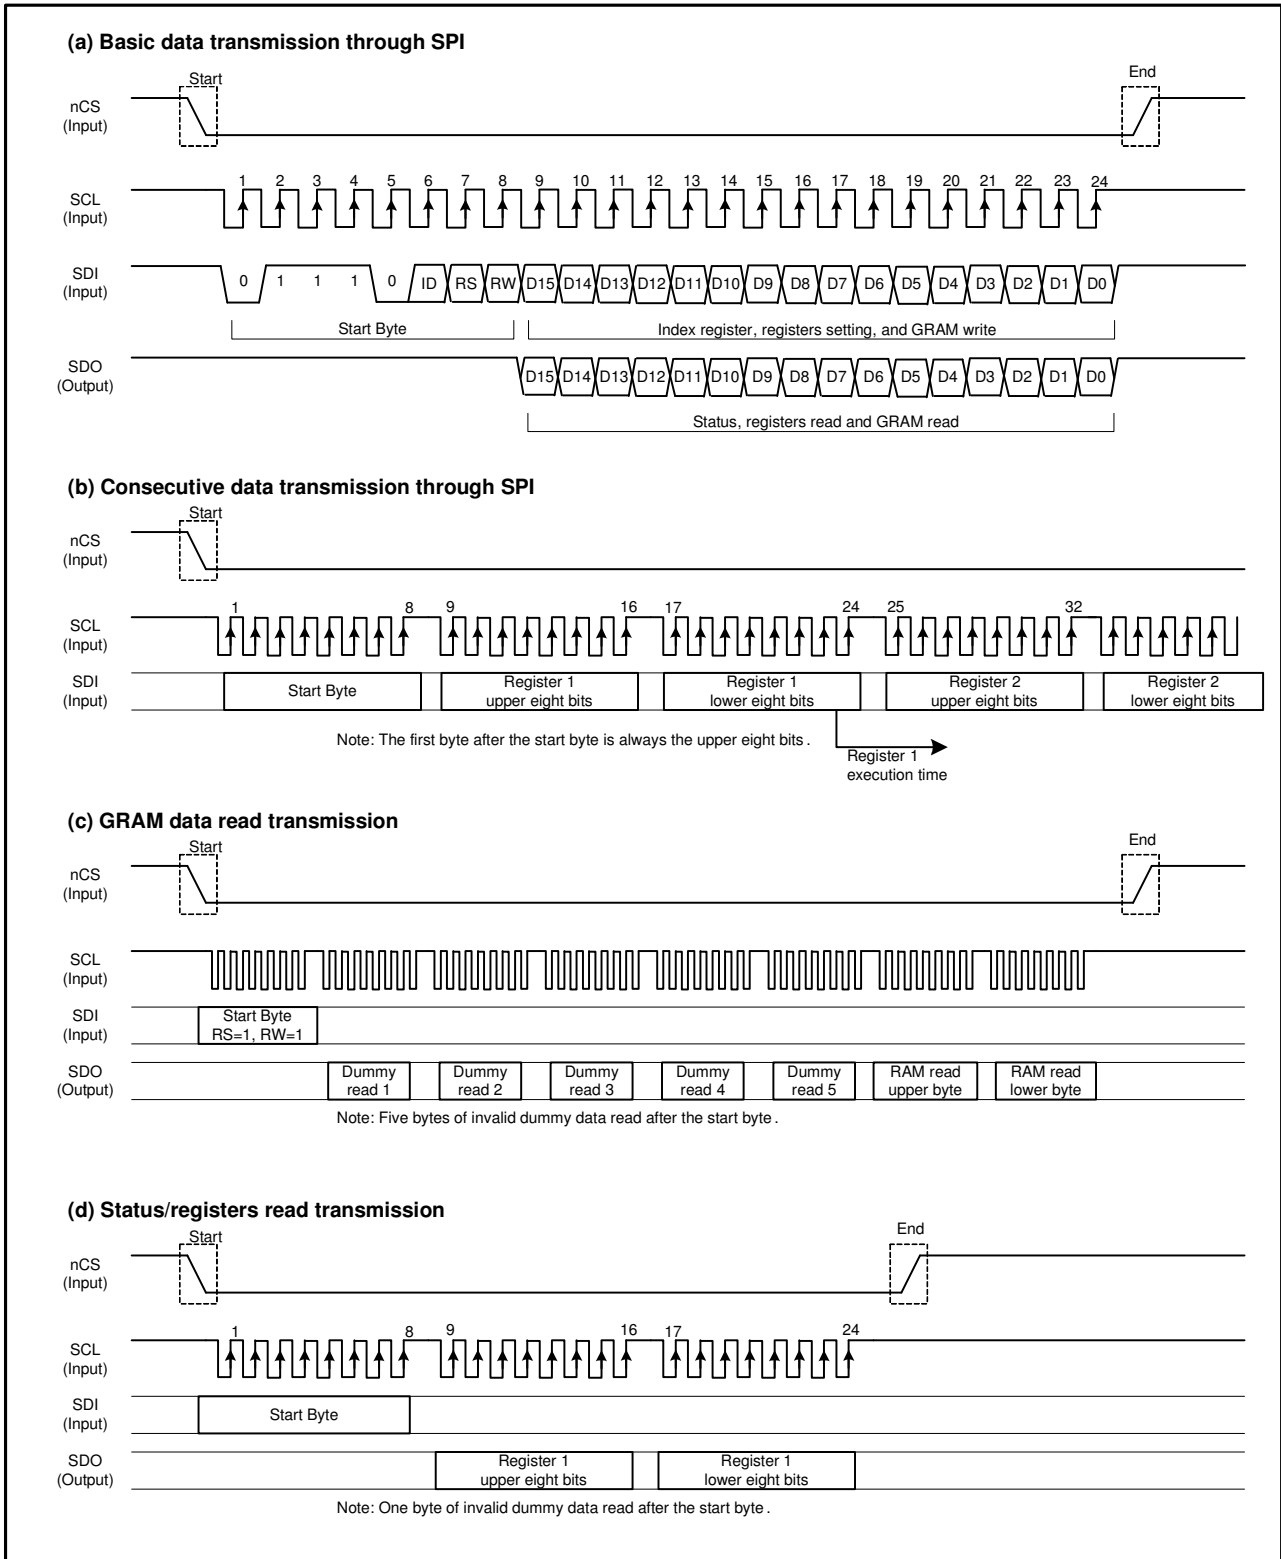 (a) Basic data transmission through SPI
Start
End
nCS
(Input)
1 2 3 4 5 6 7 8 9 10 11 12 13 14 15 16 17 18 19 20 21 22 23 24
SCL
(Input)
SDI
(Input)
0 1 1 1 0 ID RS RW D15 D14 D13 D12 D11 D10 D9 D8 D7 D6 D5 D4 D3 D2 D1 D0
Start Byte
Index register, registers setting, and GRAM write
SDO
(Output)
D15 D14 D13 D12 D11 D10 D9 D8 D7 D6 D5 D4 D3 D2 D1 D0
Status, registers read and GRAM read
(b) Consecutive data transmission through SPI
Start
nCS
(Input)
1 8 9 16 17 24 25 32
SCL
(Input)
SDI
(Input)
Start Byte
Register 1
upper eight bits
Register 1
lower eight bits
Register 2
upper eight bits
Register 2
lower eight bits
Note: The first byte after the start byte is always the upper eight bits .
Register 1
execution time
(c) GRAM data read transmission
Start
End
nCS
(Input)
SCL
(Input)
SDI
(Input)
Start Byte
RS=1, RW=1
SDO
(Output)
Dummy
read 1
Dummy
read 2
Dummy
read 3
Dummy
read 4
Dummy
read 5
RAM read
upper byte
RAM read
lower byte
Note: Five bytes of invalid dummy data read after the start byte .
(d) Status/registers read transmission
Start
End
nCS
(Input)
1 8 9 16 17 24
SCL
(Input)
SDI
(Input)
Start Byte
SDO
(Output)
Register 1
upper eight bits
Register 1
lower eight bits
Note: One byte of invalid dummy data read after the start byte .